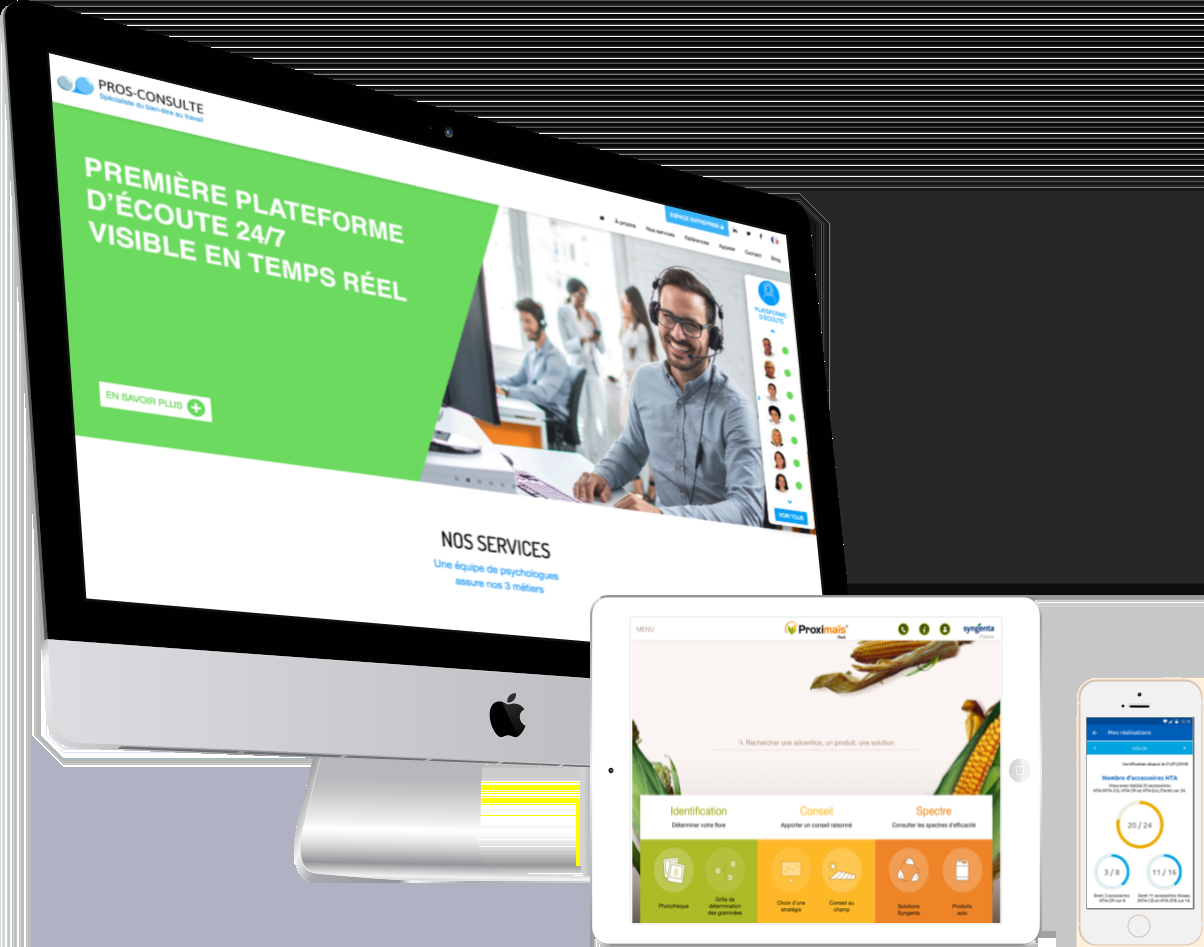 PROS-CONSULTE
Spécialiste du bien-être au travail
ESPACE ENTREPRISE
À propos Nos services Références Appeler Contact Blog
PREMIÈRE PLATEFORME
D'ÉCOUTE 24/7
VISIBLE EN TEMPS RÉEL
EN SAVOIR PLUS
PLATEFORME
D'ÉCOUTE
VOIR TOUS
NOS SERVICES
Une équipe de psychologues
assure nos 3 métiers
MENU
Proximaïs
syngenta
Rechercher une adventice, un produit, une solution
Identification
Déterminer votre flore
Conseil
Apporter un conseil raisonné
Spectre
Consulter les spectres d'efficacité
Photothèque
Grille de
détermination
des graminées
Choix d'une
stratégie
Conseil au
champ
Solutions
Syngenta
Produits
solo
Mes réalisations
Nombre d'accessoires HTA
20 / 24
3 / 8
11 / 16